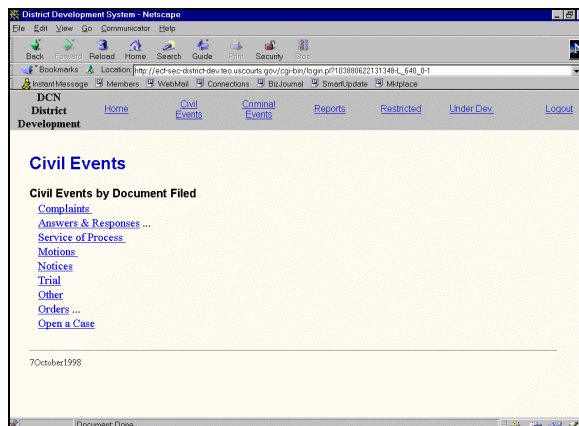 District Development System - Netscape
File Edit View Go Communicator Help
Back Forward Reload Home Search Guide Print Security Stop
Bookmarks Location: http://ecf-sec-district-dev.teo.uscourts.gov/cgi-bin/login.pl?103880622131348-L_640_0-1
Instant Message Members WebMail Connections BizJournal SmartUpdate Mktplace
DCN
District
Development
Home
Civil
Events
Criminal
Events
Reports
Restricted
Under Dev.
Logout
Civil Events
Civil Events by Document Filed
Complaints
Answers & Responses ...
Service of Process
Motions
Notices
Trial
Other
Orders ...
Open a Case
7October1998
Document: Done